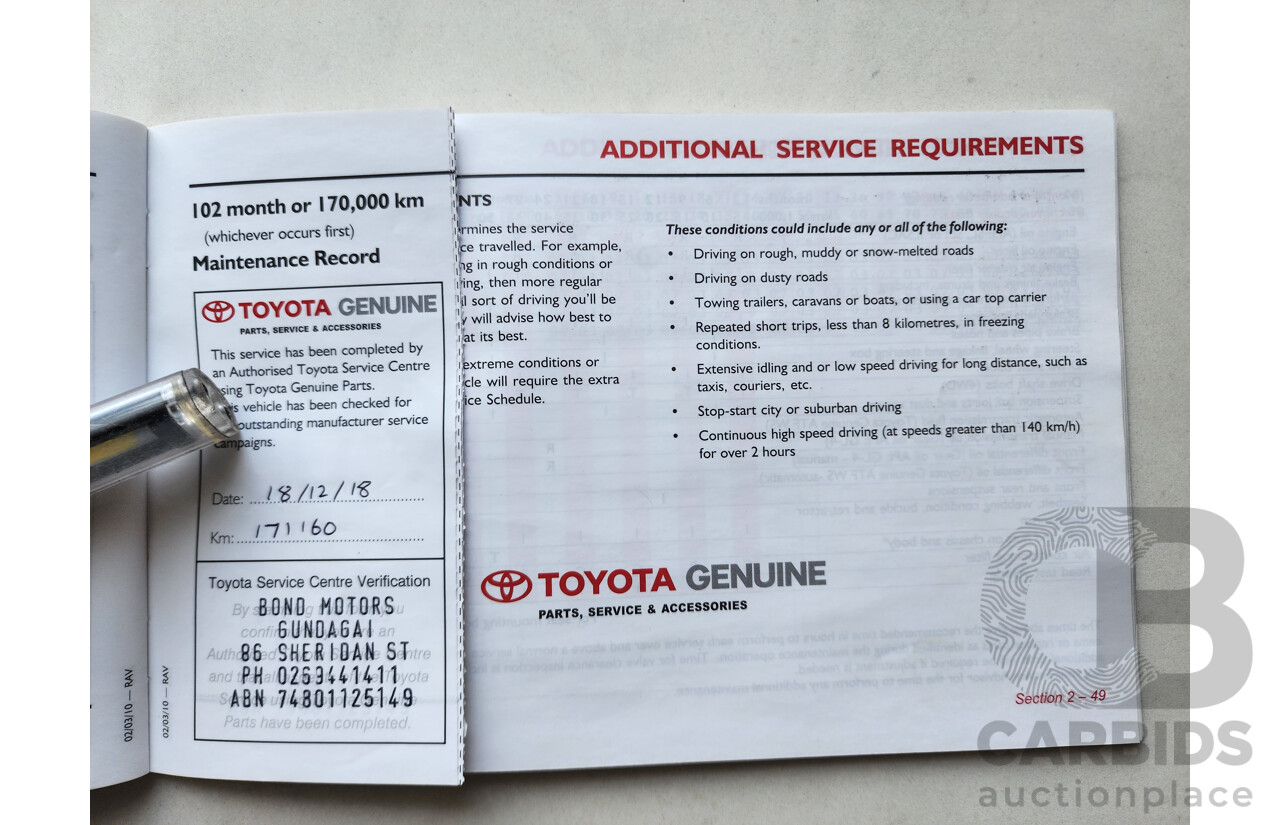 102 month or 170,000 km
(whichever occurs first)
Maintenance Record
TOYOTA GENUINE
PARTS, SERVICE & ACCESSORIES
This service has been completed by
an Authorised Toyota Service Centre
using Toyota Genuine Parts.
vehicle has been checked for
outstanding manufacturer service
campaigns.
Date: 18/12/18
Km: 171160
Toyota Service Centre Verification
BOND MOTORS
GUNDAGAI
86 SHERIDAN ST
PH 0269441411
ABN 74801125149
Parts have been completed.
02/03/10 — RAV
02/03/10 — RAV
ADDITIONAL SERVICE REQUIREMENTS
NTS
rmines the service
ce travelled. For example,
ng in rough conditions or
ing, then more regular
l sort of driving you'll be
y will advise how best to
at its best.
extreme conditions or
cle will require the extra
ice Schedule.
These conditions could include any or all of the following:
• Driving on rough, muddy or snow-melted roads
• Driving on dusty roads
• Towing trailers, caravans or boats, or using a car top carrier
• Repeated short trips, less than 8 kilometres, in freezing
conditions.
• Extensive idling and or low speed driving for long distance, such as
taxis, couriers, etc.
• Stop-start city or suburban driving
• Continuous high speed driving (at speeds greater than 140 km/h)
for over 2 hours
TOYOTA GENUINE
PARTS, SERVICE & ACCESSORIES
Section 2 – 49
CB
CARBIDS
auctionplace